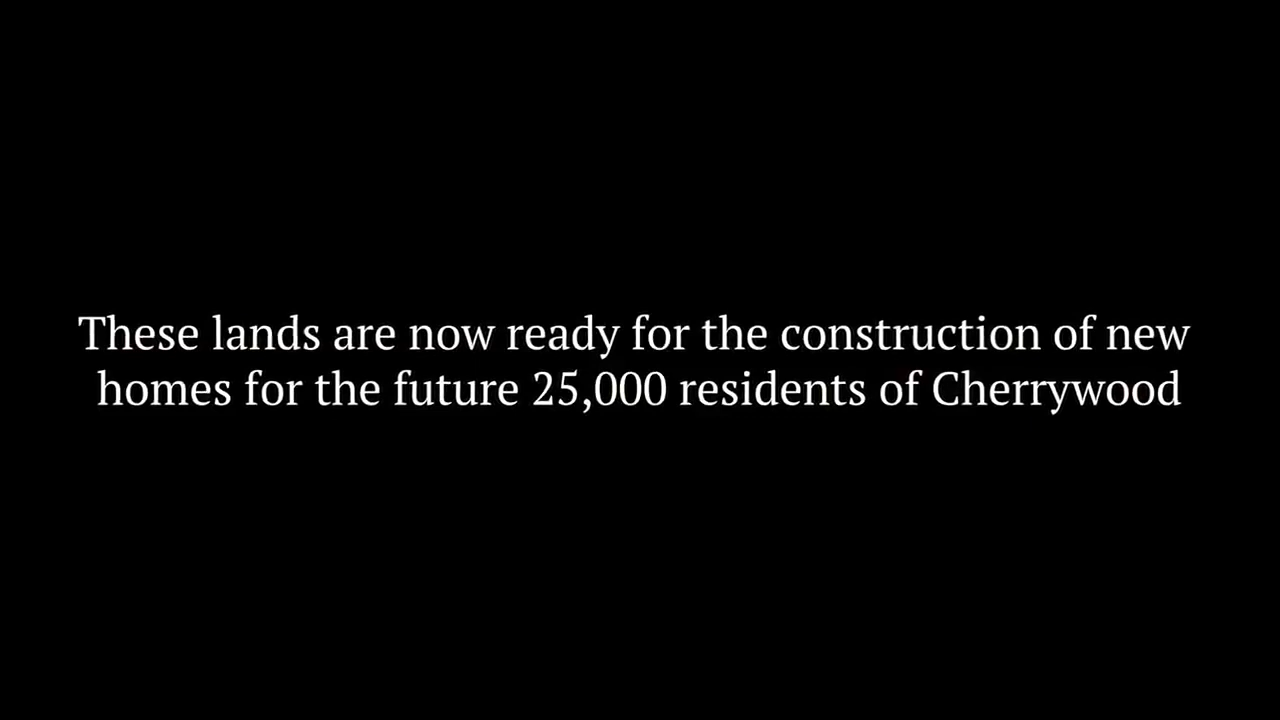 These lands are now ready for the construction of new
homes for the future 25,000 residents of Cherrywood